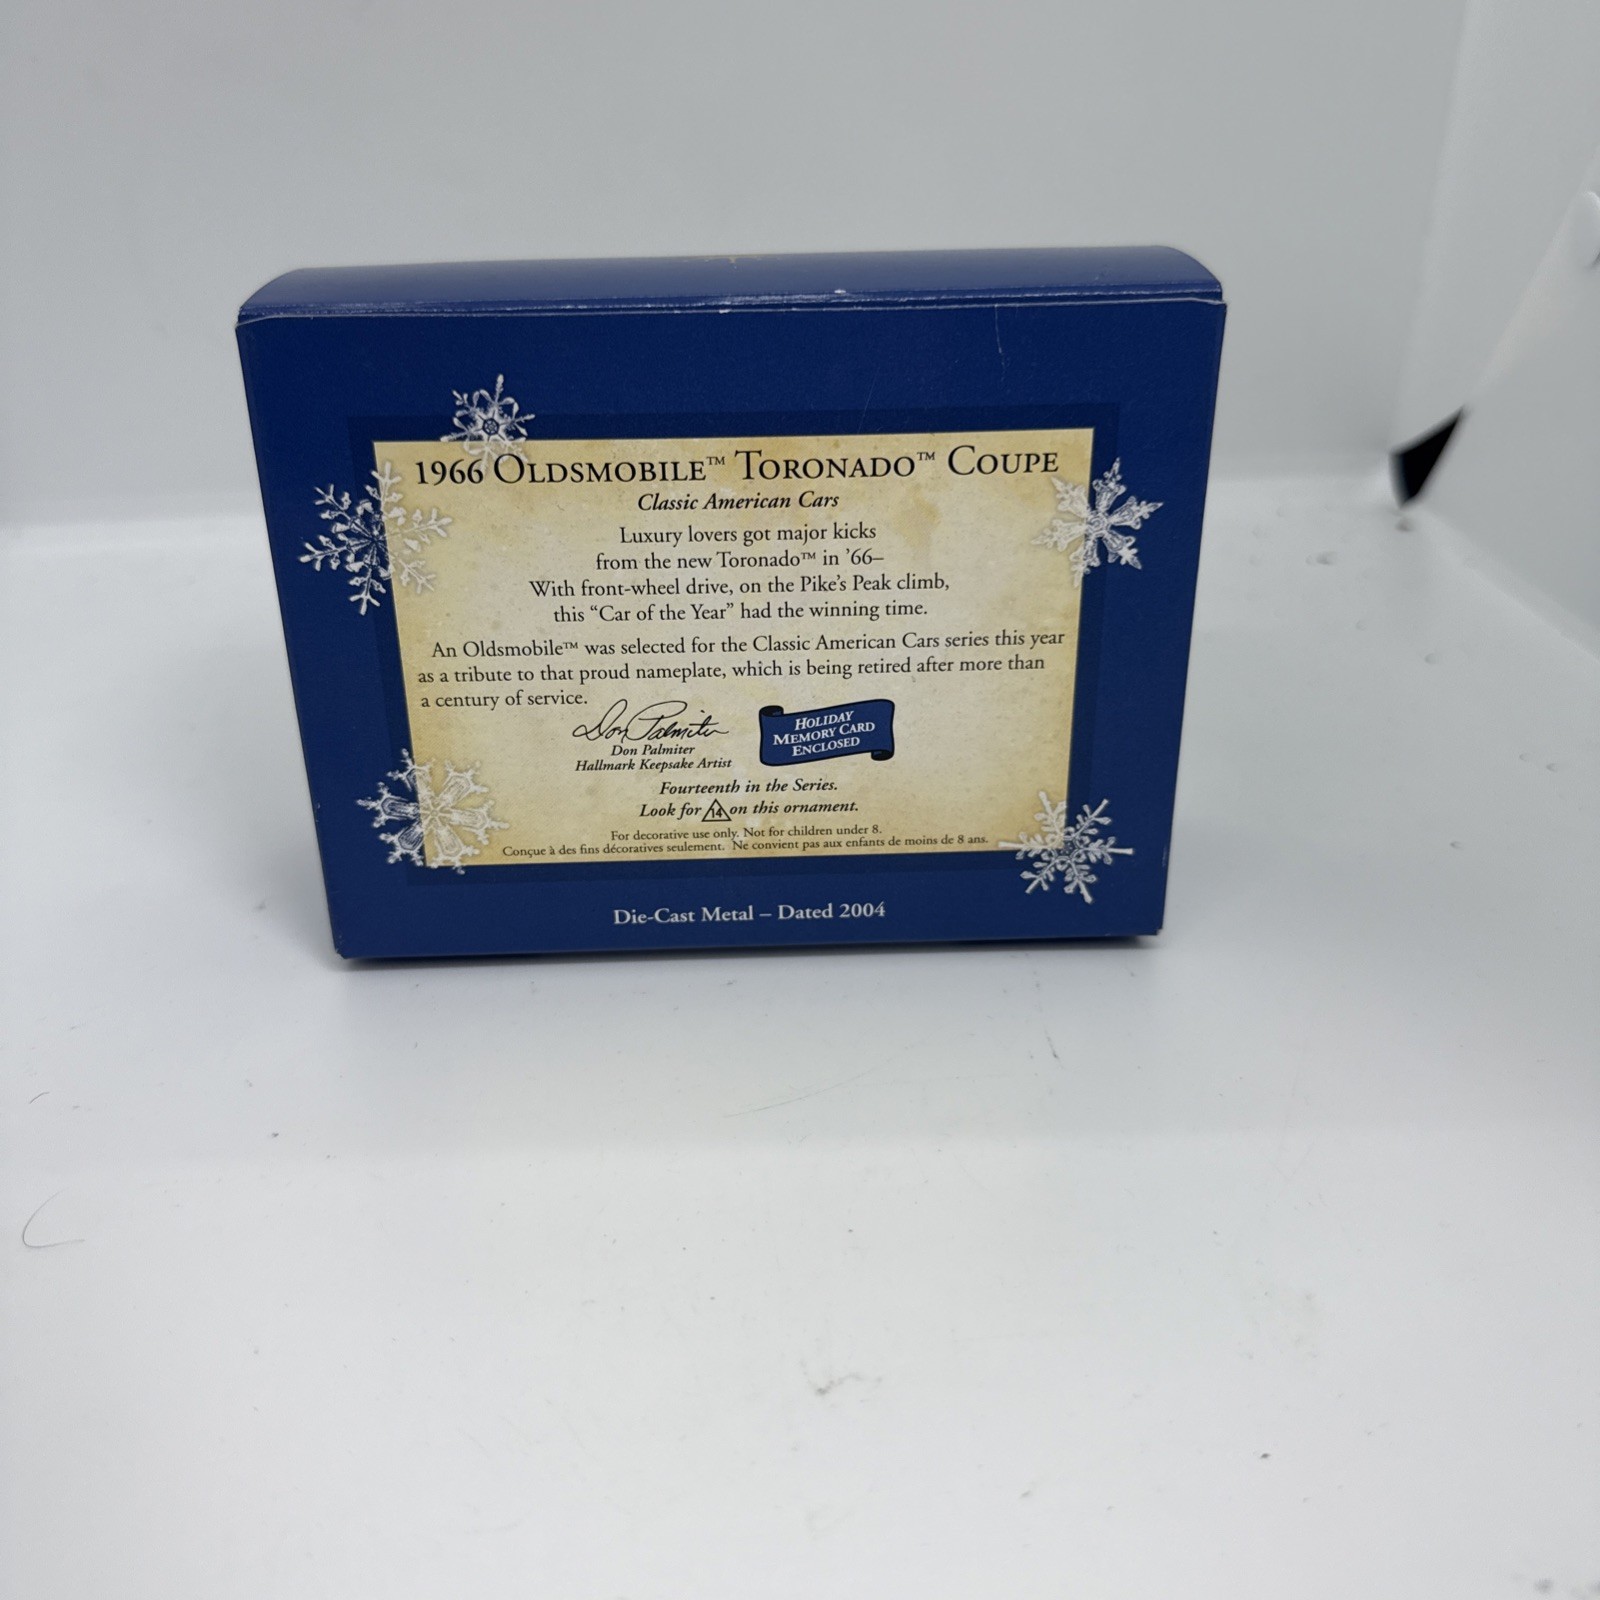 1966 OLDSMOBILE™ TORONADO™ COUPE
Classic American Cars
Luxury lovers got major kicks
from the new Toronado™ in ’66–
With front-wheel drive, on the Pike’s Peak climb,
this “Car of the Year” had the winning time.
An Oldsmobile™ was selected for the Classic American Cars series this year
as a tribute to that proud nameplate, which is being retired after more than
a century of service.
Don Palmiter
Don Palmiter
Hallmark Keepsake Artist
HOLIDAY
MEMORY CARD
ENCLOSED
Fourteenth in the Series.
Look for 14 on this ornament.
For decorative use only. Not for children under 8.
Conçue à des fins décoratives seulement. Ne convient pas aux enfants de moins de 8 ans.
Die-Cast Metal – Dated 2004